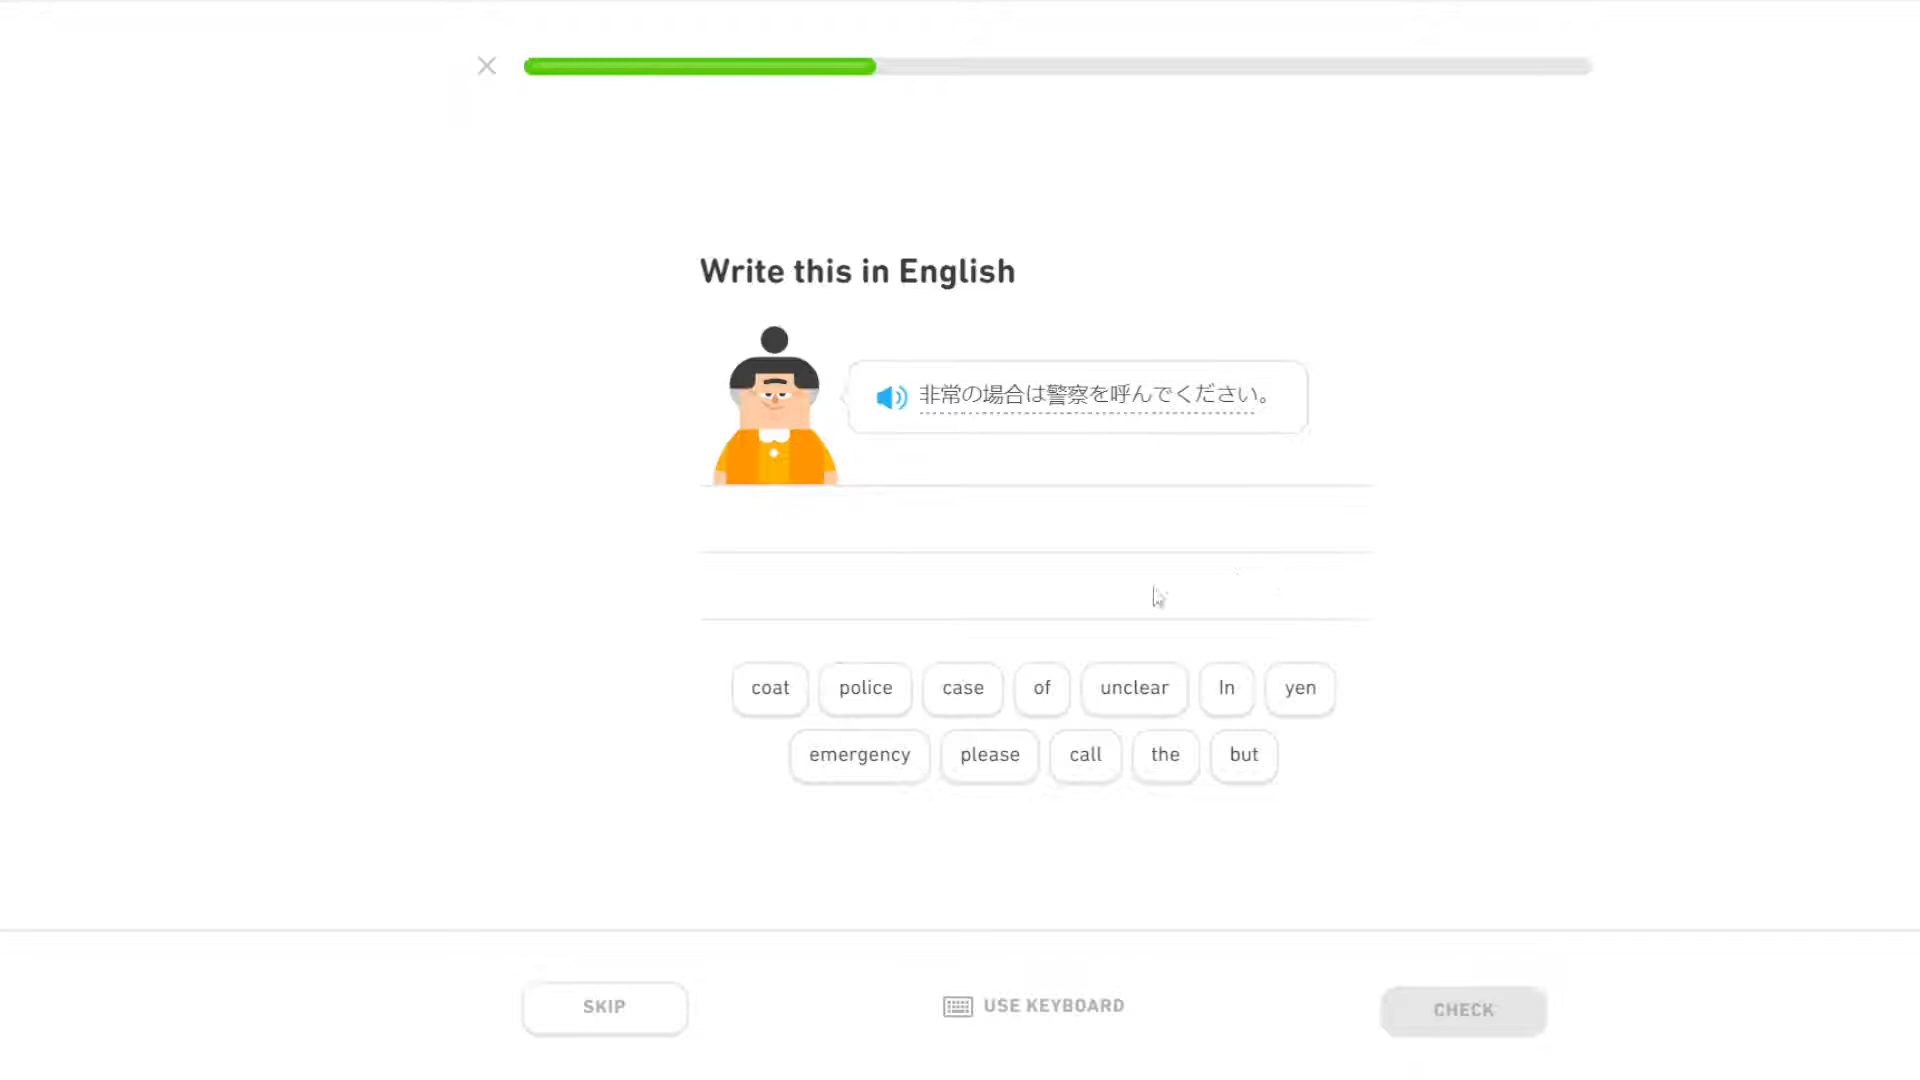 Write this in English
非常の場合は警察を呼んでください。
coat police case of unclear In yen
emergency please call the but
SKIP USE KEYBOARD CHECK